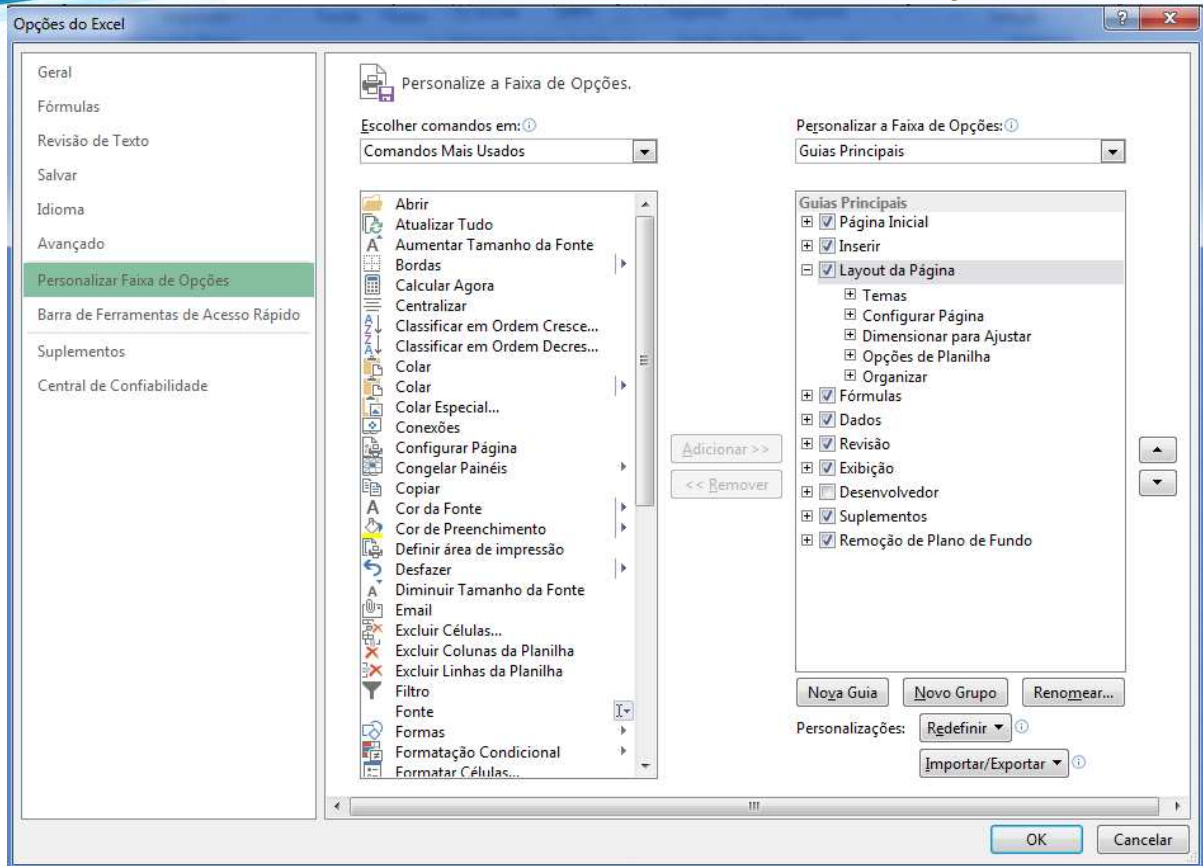 Opções do Excel
Geral
Fórmulas
Revisão de Texto
Salvar
Idioma
Avançado
Personalizar Faixa de Opções
Barra de Ferramentas de Acesso Rápido
Suplementos
Central de Confiabilidade
Personalize a Faixa de Opções.
Escolher comandos em:
Comandos Mais Usados
Abrir
Atualizar Tudo
Aumentar Tamanho da Fonte
Bordas
Calcular Agora
Centralizar
Classificar em Ordem Cresce...
Classificar em Ordem Decres...
Colar
Colar
Colar Especial...
Conexões
Configurar Página
Congelar Painéis
Copiar
Cor da Fonte
Cor de Preenchimento
Definir área de impressão
Desfazer
Diminuir Tamanho da Fonte
Email
Excluir Células...
Excluir Colunas da Planilha
Excluir Linhas da Planilha
Filtro
Fonte
Formas
Formatação Condicional
Formatar Células...
Adicionar >>
<< Remover
Personalizar a Faixa de Opções:
Guias Principais
Guias Principais
Página Inicial
Inserir
Layout da Página
Temas
Configurar Página
Dimensionar para Ajustar
Opções de Planilha
Organizar
Fórmulas
Dados
Revisão
Exibição
Desenvolvedor
Suplementos
Remoção de Plano de Fundo
Nova Guia Novo Grupo Renomear...
Personalizações: Redefinir
Importar/Exportar
OK Cancelar